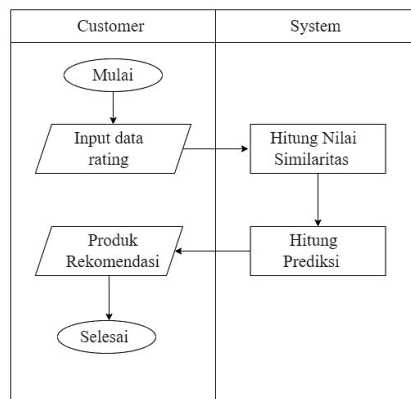 Customer
System
Mulai
Input data
rating
Hitung Nilai
Similaritas
Produk
Rekomendasi
Hitung
Prediksi
Selesai